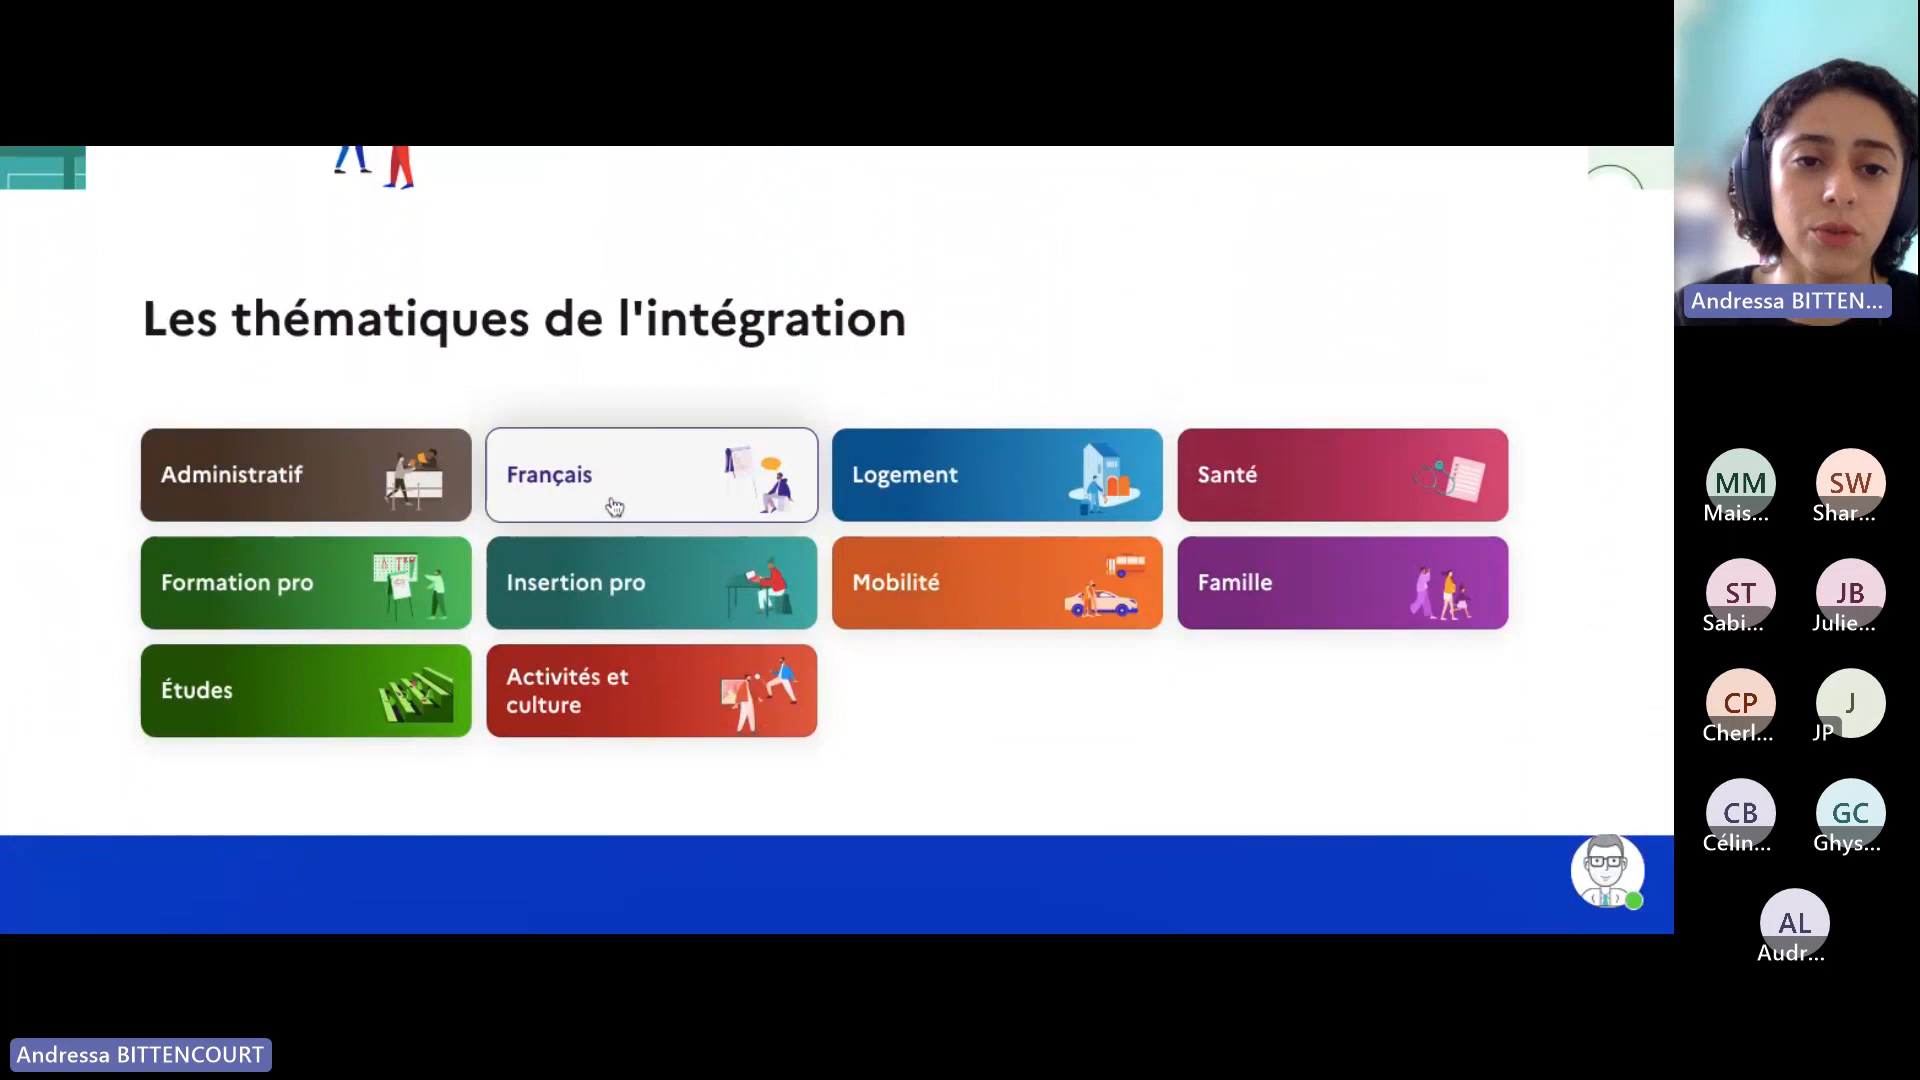 Les thématiques de l'intégration
Administratif
Français
Logement
Santé
Formation pro
Insertion pro
Mobilité
Famille
Études
Activités et
culture
Andressa BITTEN...
MM
Mais...
SW
Shar...
ST
Sabi...
JB
Julie...
CP
Cherl...
J
JP
CB
Célin...
GC
Ghys...
AL
Audr...
Andressa BITTENCOURT